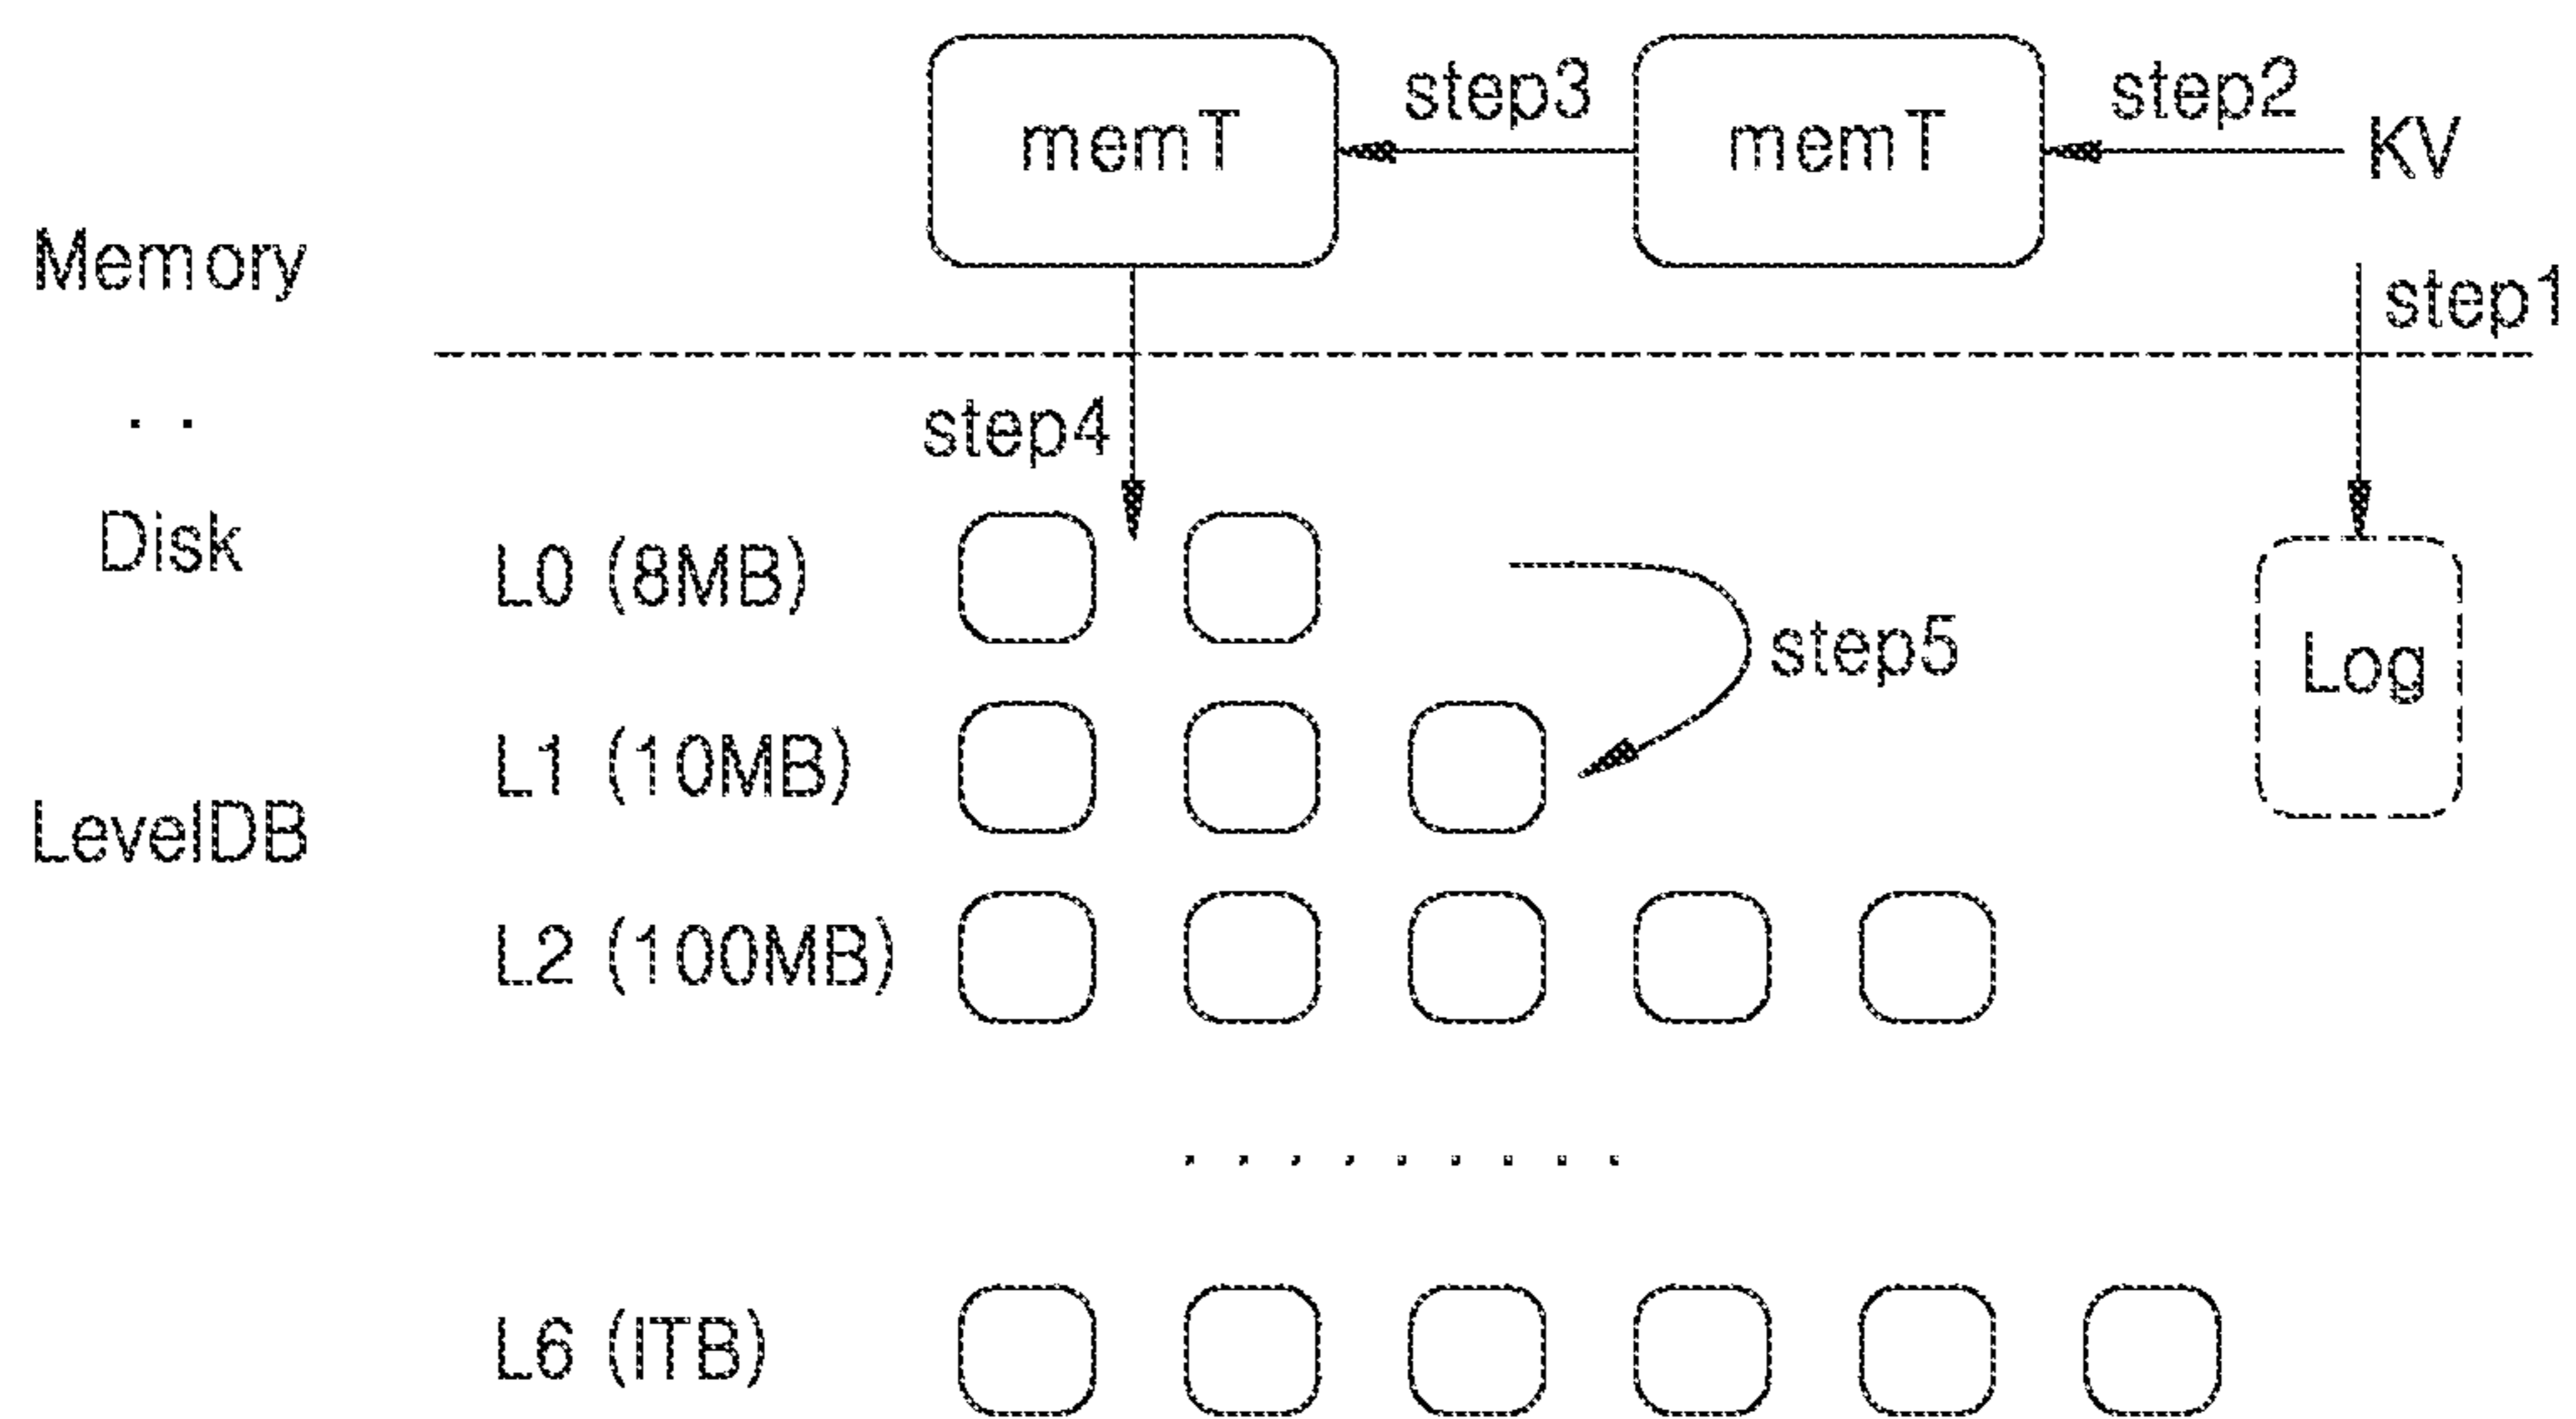 memT
step3
memT
step2
KV
Memory
step1
. .
step4
Disk
L0 (8MB)
step5
Log
L1 (10MB)
LevelDB
L2 (100MB)
. . . . . . . . .
L6 (ITB)